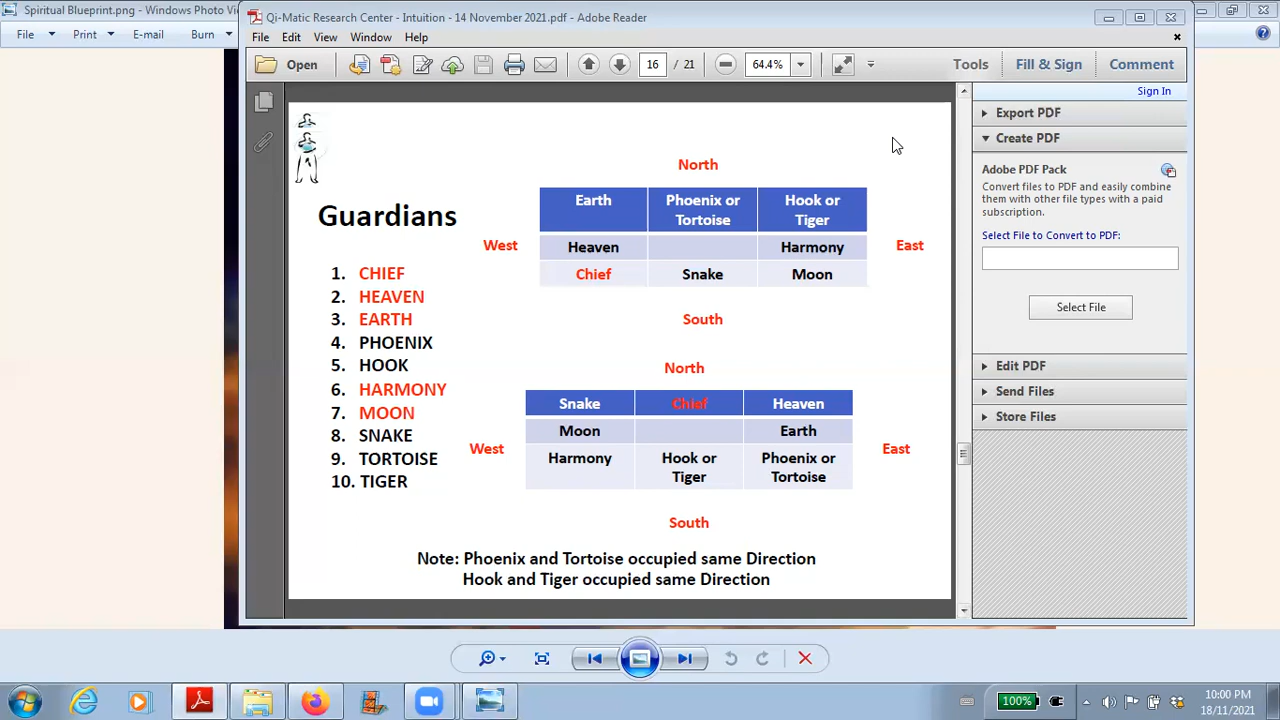 Spiritual Blueprint.png - Windows Photo Vi
Qi-Matic Research Center - Intuition - 14 November 2021.pdf - Adobe Reader
File Print E-mail Burn
File Edit View Window Help
Open 16 / 21 64.4% Tools Fill & Sign Comment
Sign In
Export PDF
Create PDF
Adobe PDF Pack
Convert files to PDF and easily combine
them with other file types with a paid
subscription.
Select File to Convert to PDF:
Select File
Edit PDF
Send Files
Store Files
Guardians
1. CHIEF
2. HEAVEN
3. EARTH
4. PHOENIX
5. HOOK
6. HARMONY
7. MOON
8. SNAKE
9. TORTOISE
10. TIGER
North
Earth Phoenix or Tortoise Hook or Tiger
West Heaven Harmony East
Chief Snake Moon
South
North
Snake Chief Heaven
Moon Earth
West East
Harmony Hook or Tiger Phoenix or Tortoise
South
Note: Phoenix and Tortoise occupied same Direction
Hook and Tiger occupied same Direction
100%
10:00 PM
18/11/2021